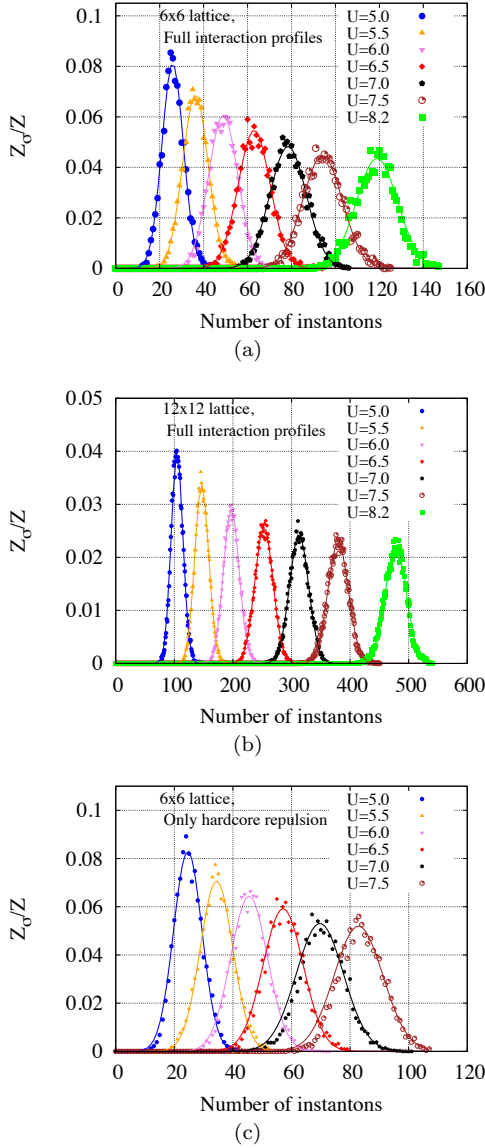 6x6 lattice,
Full interaction profiles
U=5.0
U=5.5
U=6.0
U=6.5
U=7.0
U=7.5
U=8.2
0.1
0.08
0.06
0.04
0.02
0
Zσ/Z
0 20 40 60 80 100 120 140 160
Number of instantons
(a)
12x12 lattice,
Full interaction profiles
U=5.0
U=5.5
U=6.0
U=6.5
U=7.0
U=7.5
U=8.2
0.05
0.04
0.03
0.02
0.01
0
Zσ/Z
0 100 200 300 400 500 600
Number of instantons
(b)
6x6 lattice,
Only hardcore repulsion
U=5.0
U=5.5
U=6.0
U=6.5
U=7.0
U=7.5
0.1
0.08
0.06
0.04
0.02
0
Zσ/Z
0 20 40 60 80 100 120
Number of instantons
(c)